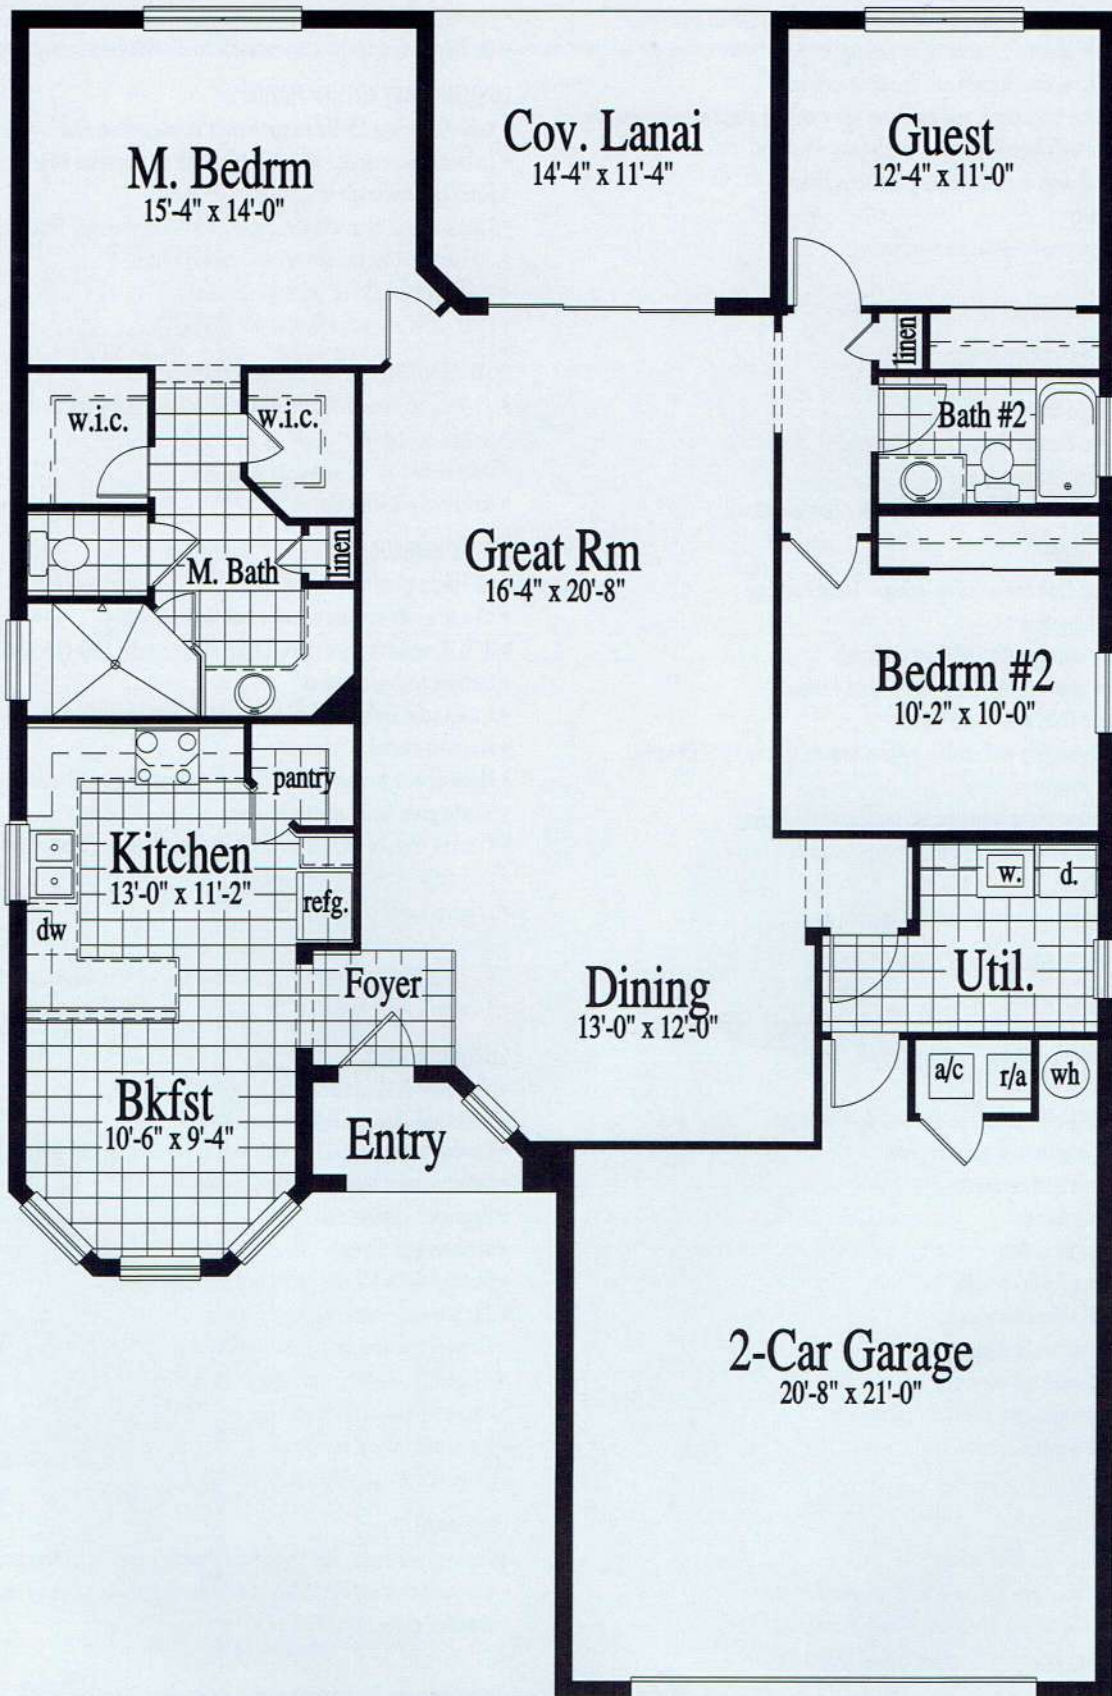 M. Bedrm
15'-4" x 14'-0"
Cov. Lanai
14'-4" x 11'-4"
Guest
12'-4" x 11'-0"
linen
w.i.c.
w.i.c.
Bath #2
linen
M. Bath
Great Rm
16'-4" x 20'-8"
Bedrm #2
10'-2" x 10'-0"
pantry
Kitchen
13'-0" x 11'-2"
refg.
dw
w.
d.
Foyer
Dining
13'-0" x 12'-0"
Util.
a/c
r/a
wh
Bkfst
10'-6" x 9'-4"
Entry
2-Car Garage
20'-8" x 21'-0"